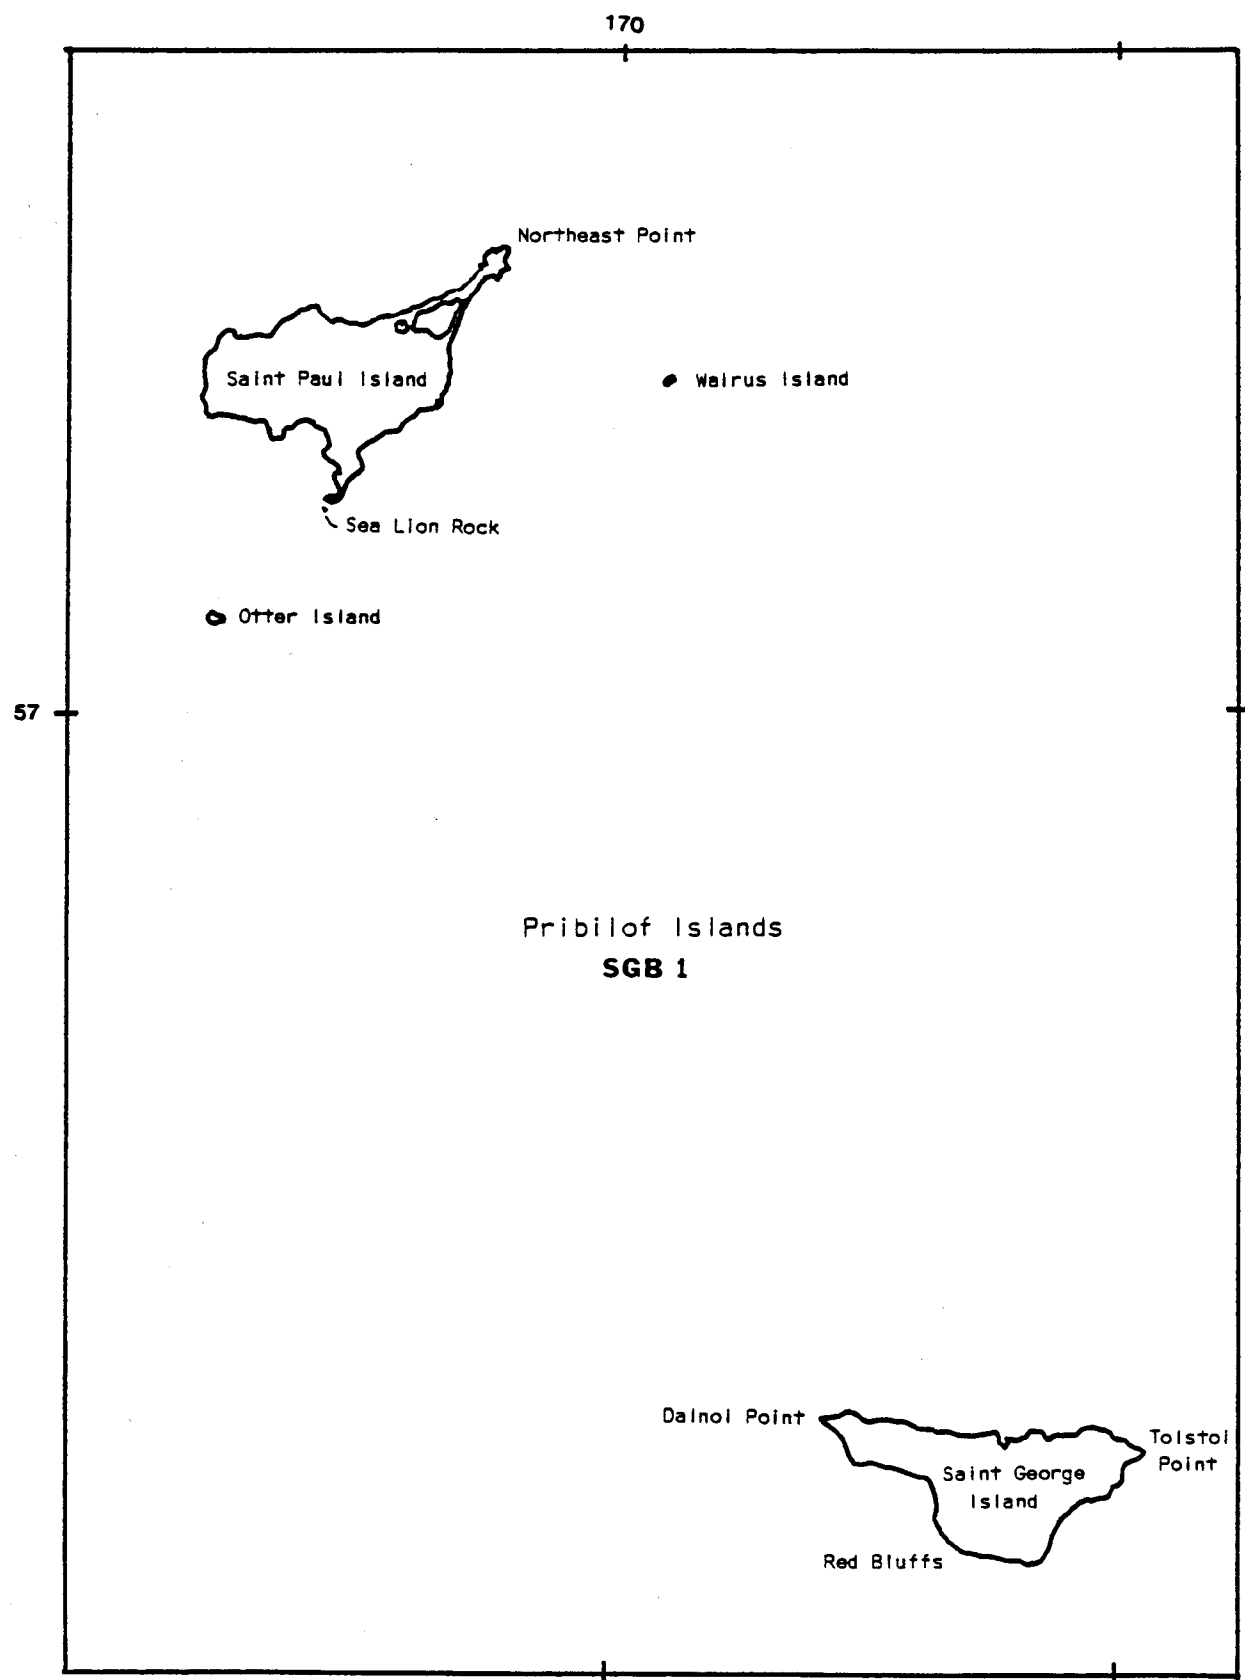 170
Northeast Point
Saint Paul Island
Walrus Island
Sea Lion Rock
Otter Island
57
Pribilof Islands
SGB 1
Dalnoi Point
Tolstoi
Point
Saint George
Island
Red Bluffs